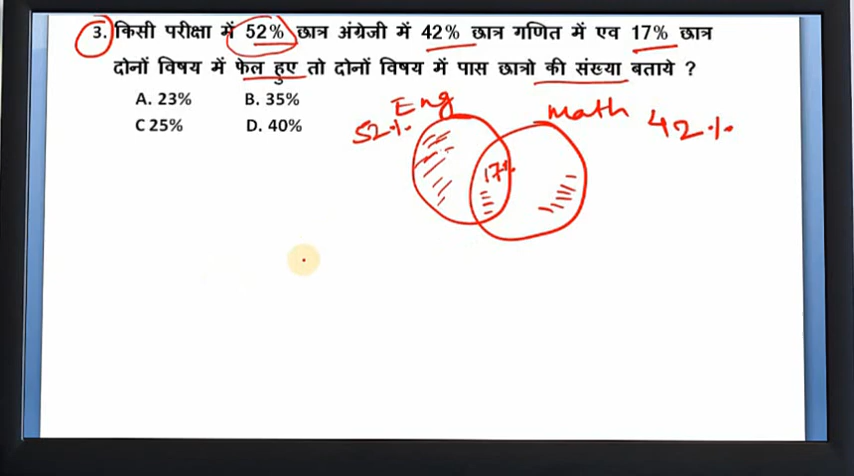 3. किसी परीक्षा में 52% छात्र अंग्रेजी में 42% छात्र गणित में एव 17% छात्र
दोनों विषय में फेल हुए तो दोनों विषय में पास छात्रो की संख्या बताये ?
A. 23% B. 35%
C 25% D. 40%
Eng math
52% 42%
17%